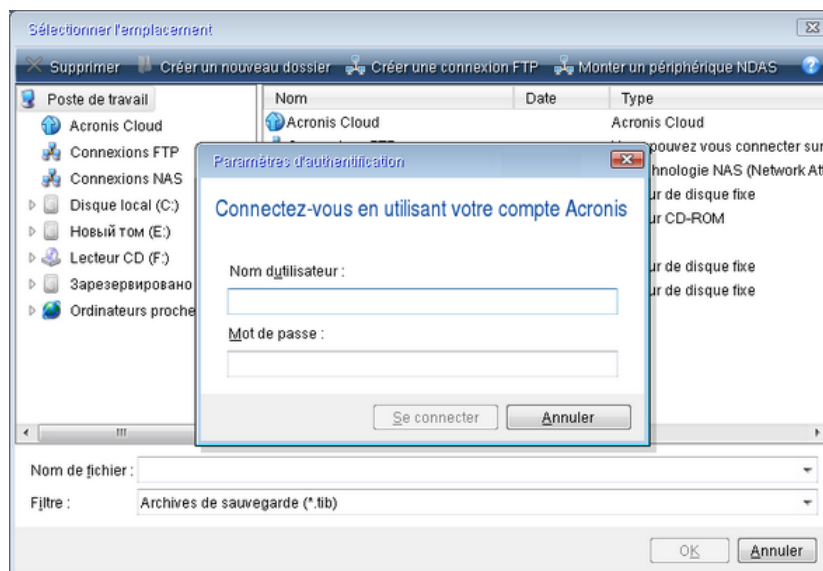 Sélectionner l'emplacement
Supprimer Créer un nouveau dossier Créer une connexion FTP Monter un périphérique NDAS ?
Poste de travail
Acronis Cloud
Connexions FTP
Connexions NAS
Disque local (C:)
Новый том (E:)
Lecteur CD (F:)
Зарезервировано
Ordinateurs proche
Nom Date Type
Acronis Cloud Acronis Cloud
pouvez vous connecter sur
hnologie NAS (Network Att
ur de disque fixe
ur CD-ROM
ur de disque fixe
ur de disque fixe
Paramètres d'authentification
Connectez-vous en utilisant votre compte Acronis
Nom dutilisateur :
Mot de passe :
Se connecter Annuler
Nom de fichier :
Filtre : Archives de sauvegarde (*.tib)
OK Annuler